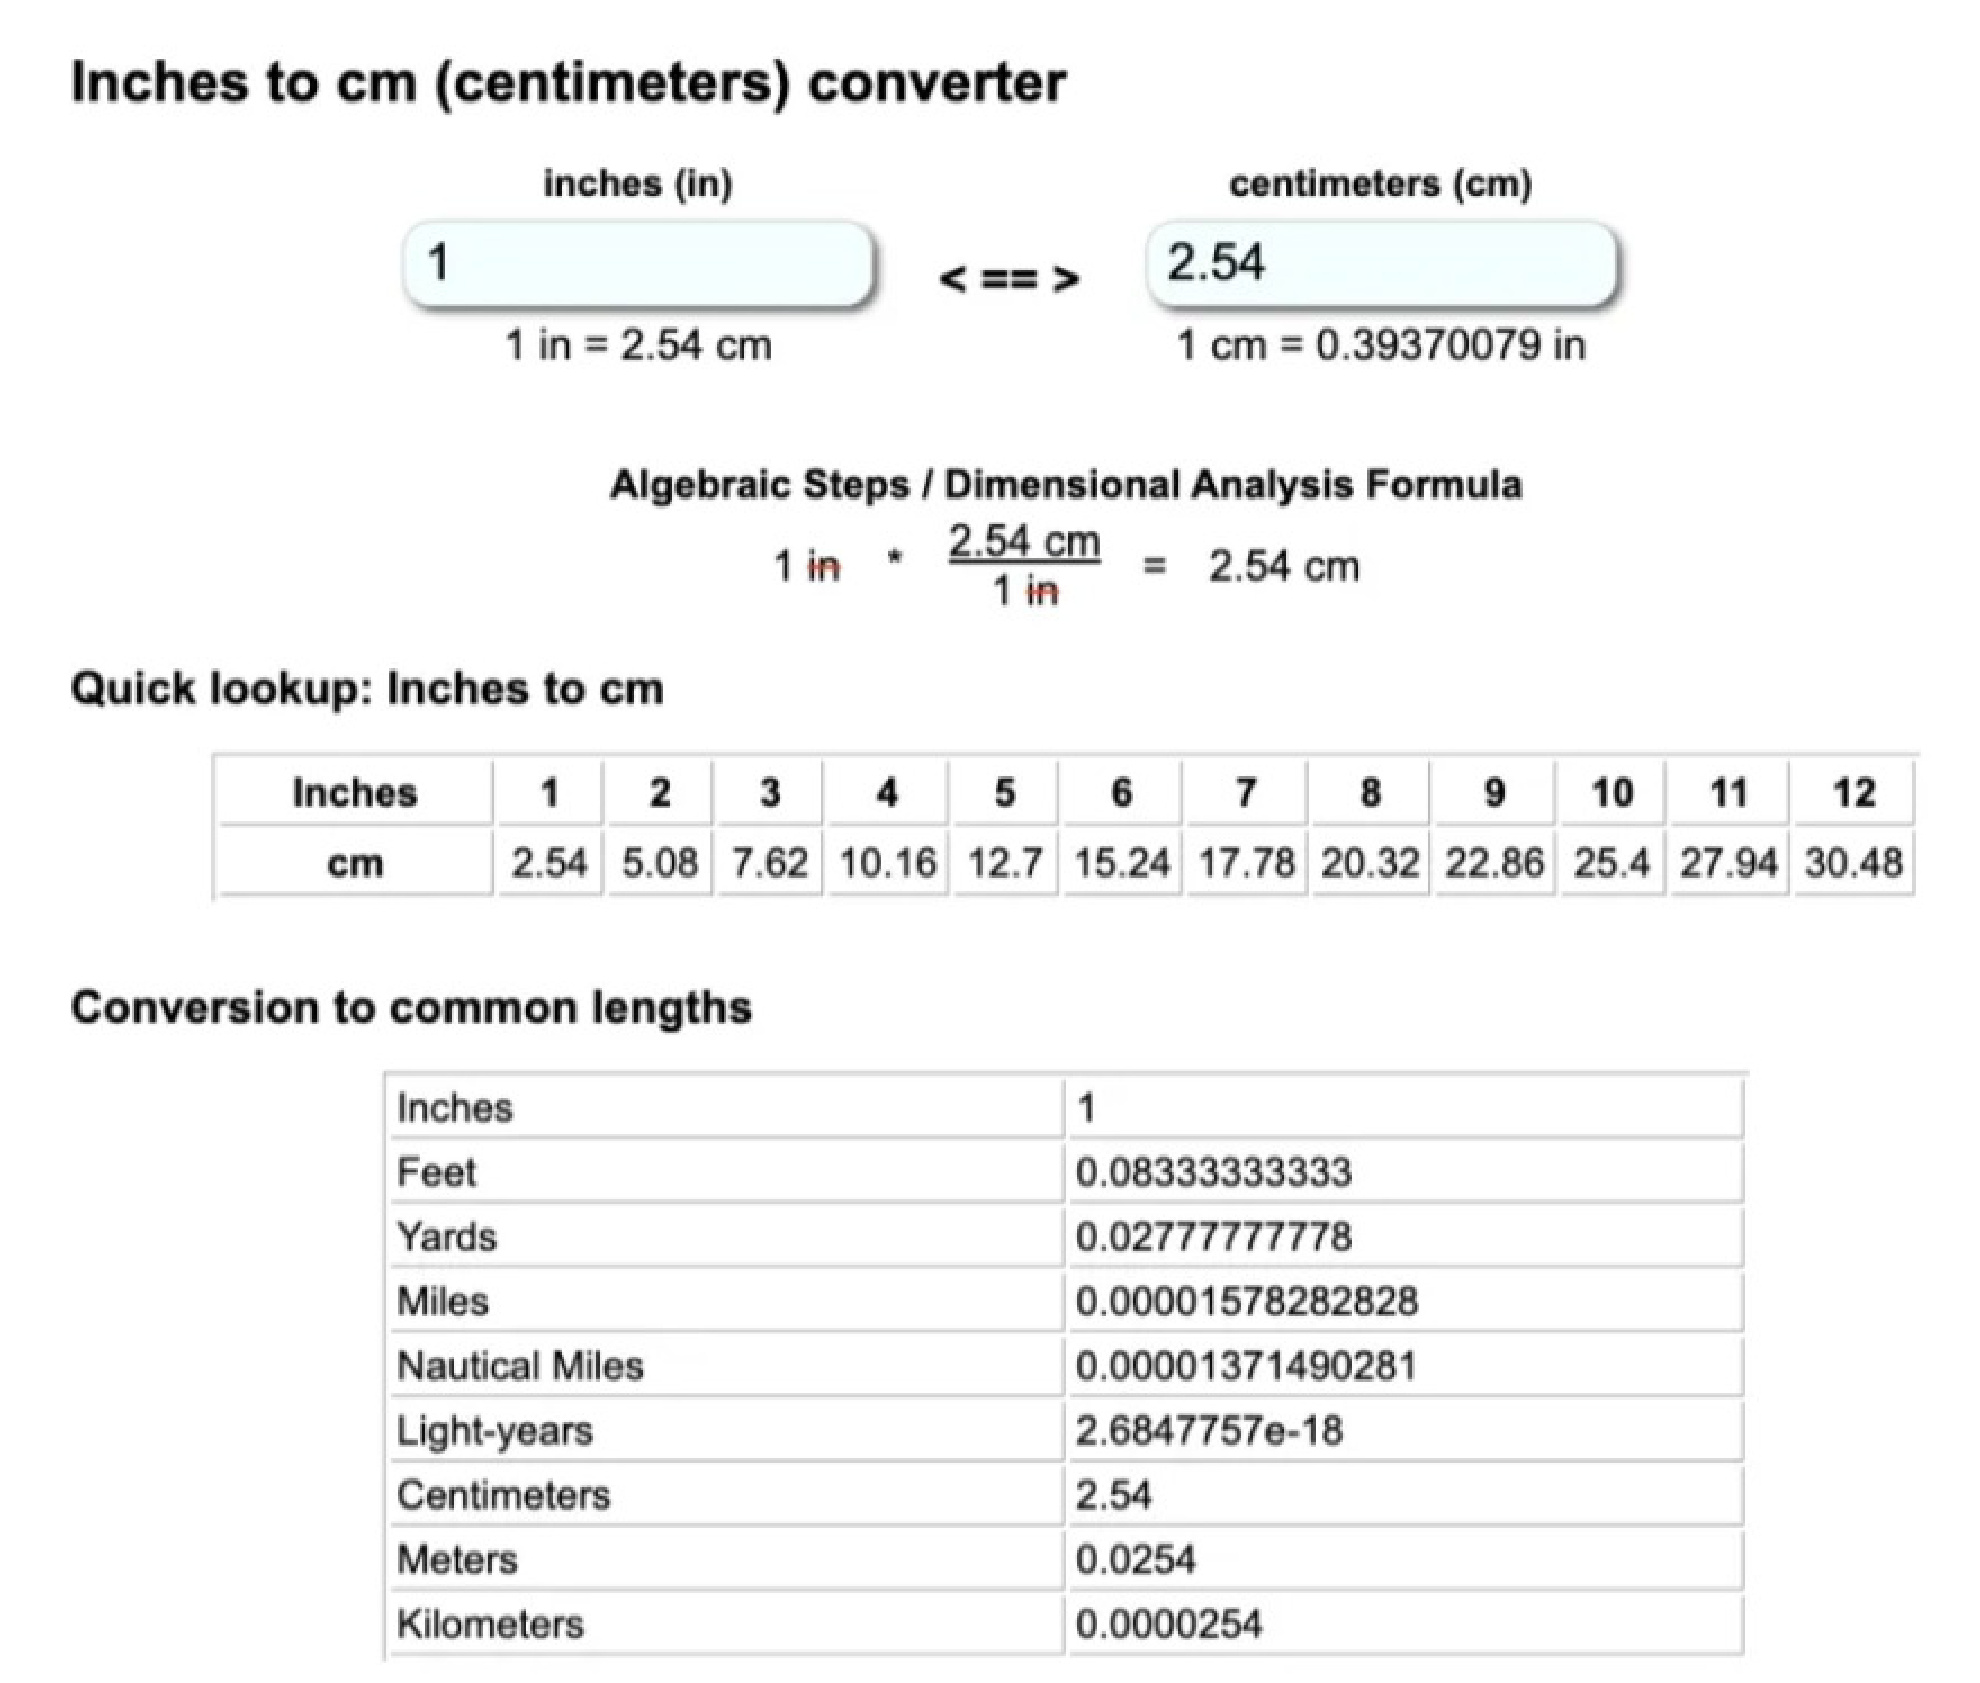 Inches to cm (centimeters) converter
inches (in) centimeters (cm)
1 < == > 2.54
1 in = 2.54 cm 1 cm = 0.39370079 in
Algebraic Steps / Dimensional Analysis Formula
1 in * 2.54 cm / 1 in = 2.54 cm
Quick lookup: Inches to cm
Inches 1 2 3 4 5 6 7 8 9 10 11 12
cm 2.54 5.08 7.62 10.16 12.7 15.24 17.78 20.32 22.86 25.4 27.94 30.48
Conversion to common lengths
Inches 1
Feet 0.08333333333
Yards 0.02777777778
Miles 0.00001578282828
Nautical Miles 0.00001371490281
Light-years 2.6847757e-18
Centimeters 2.54
Meters 0.0254
Kilometers 0.0000254